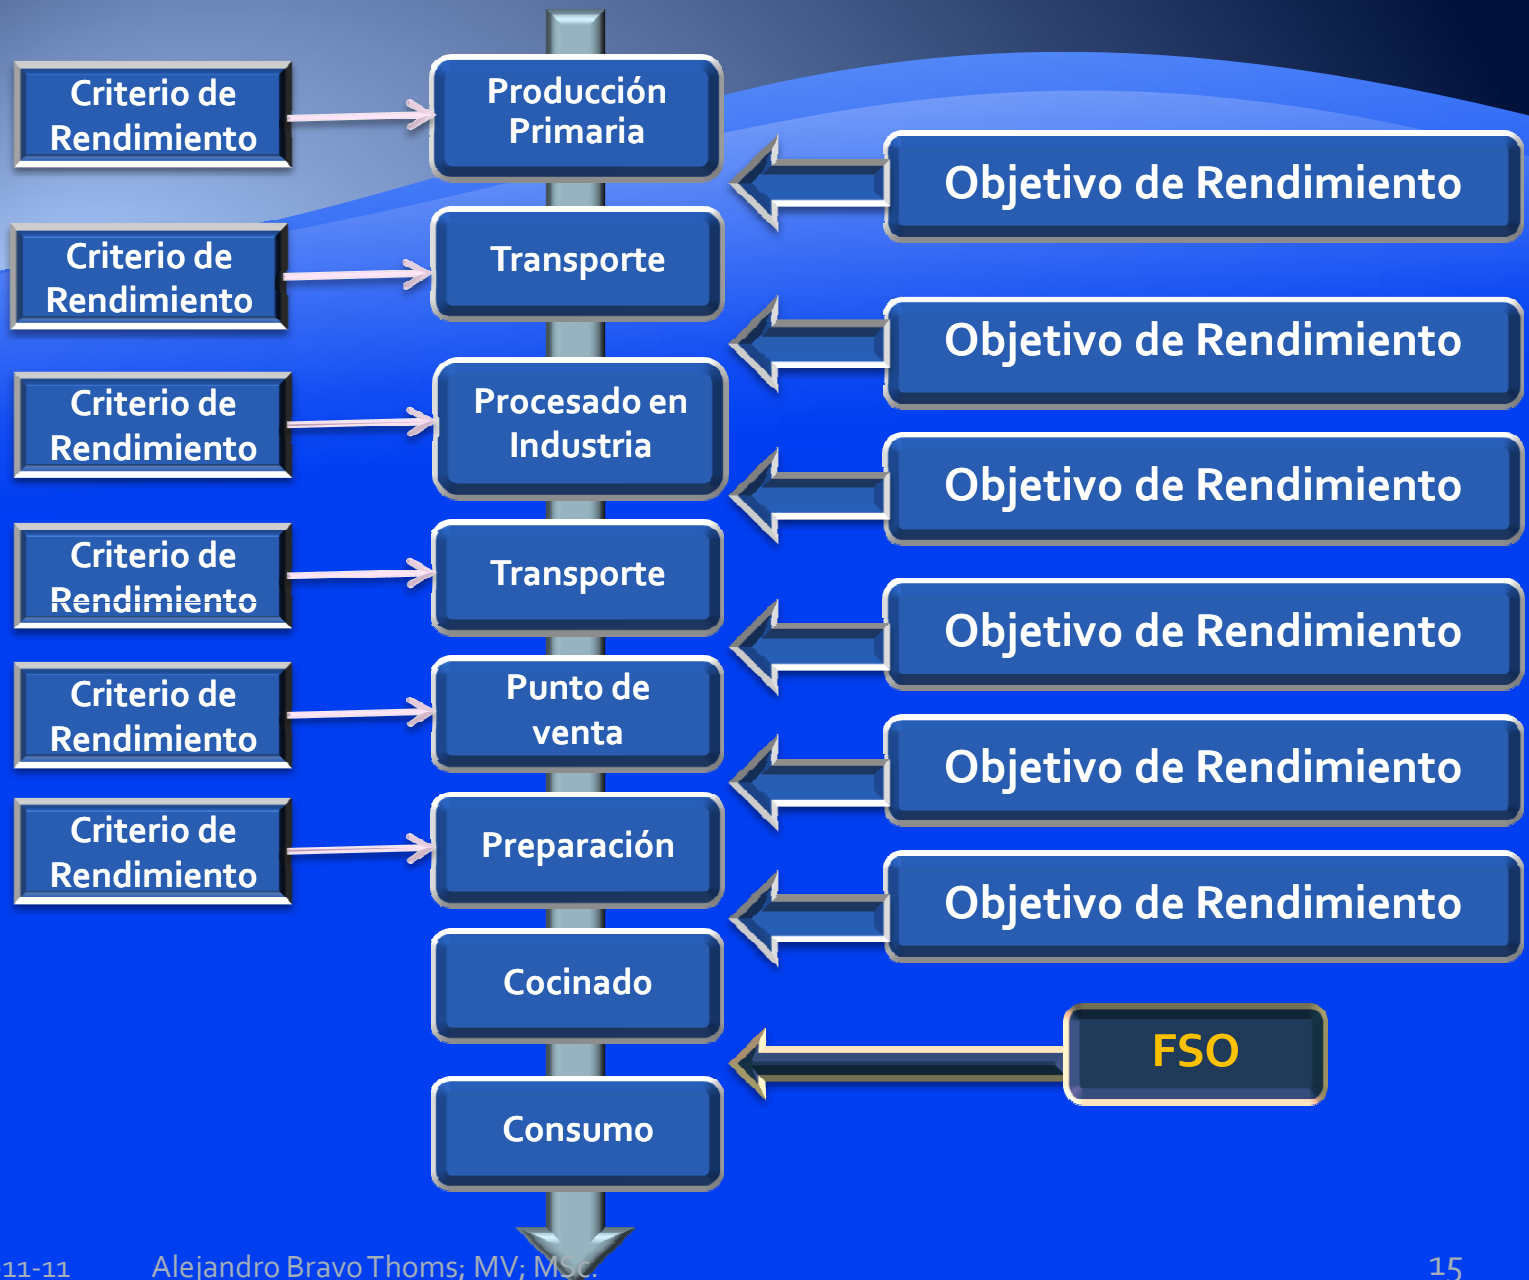 Criterio de
Rendimiento
Producción
Primaria
Objetivo de Rendimiento
Criterio de
Rendimiento
Transporte
Objetivo de Rendimiento
Criterio de
Rendimiento
Procesado en
Industria
Objetivo de Rendimiento
Criterio de
Rendimiento
Transporte
Objetivo de Rendimiento
Criterio de
Rendimiento
Punto de
venta
Objetivo de Rendimiento
Criterio de
Rendimiento
Preparación
Objetivo de Rendimiento
Cocinado
FSO
Consumo
-11-11
Alejandro Bravo Thoms; MV; MSc.
15